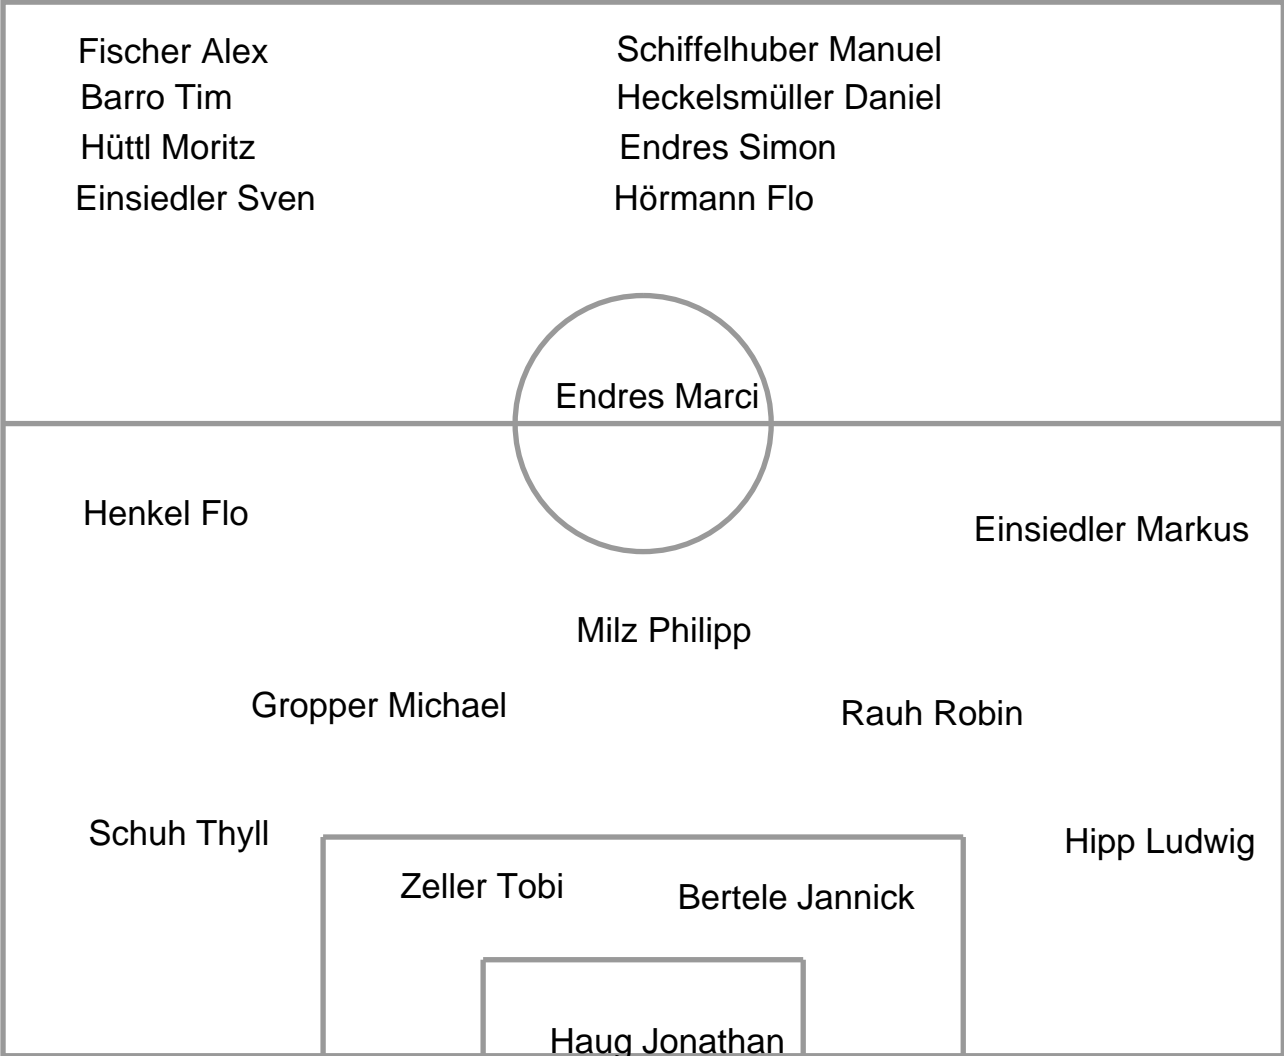 Fischer Alex
Schiffelhuber Manuel
Barro Tim
Heckelsmüller Daniel
Hüttl Moritz
Endres Simon
Einsiedler Sven
Hörmann Flo
Endres Marci
Henkel Flo
Einsiedler Markus
Milz Philipp
Gropper Michael
Rauh Robin
Schuh Thyll
Hipp Ludwig
Zeller Tobi
Bertele Jannick
Haug Jonathan